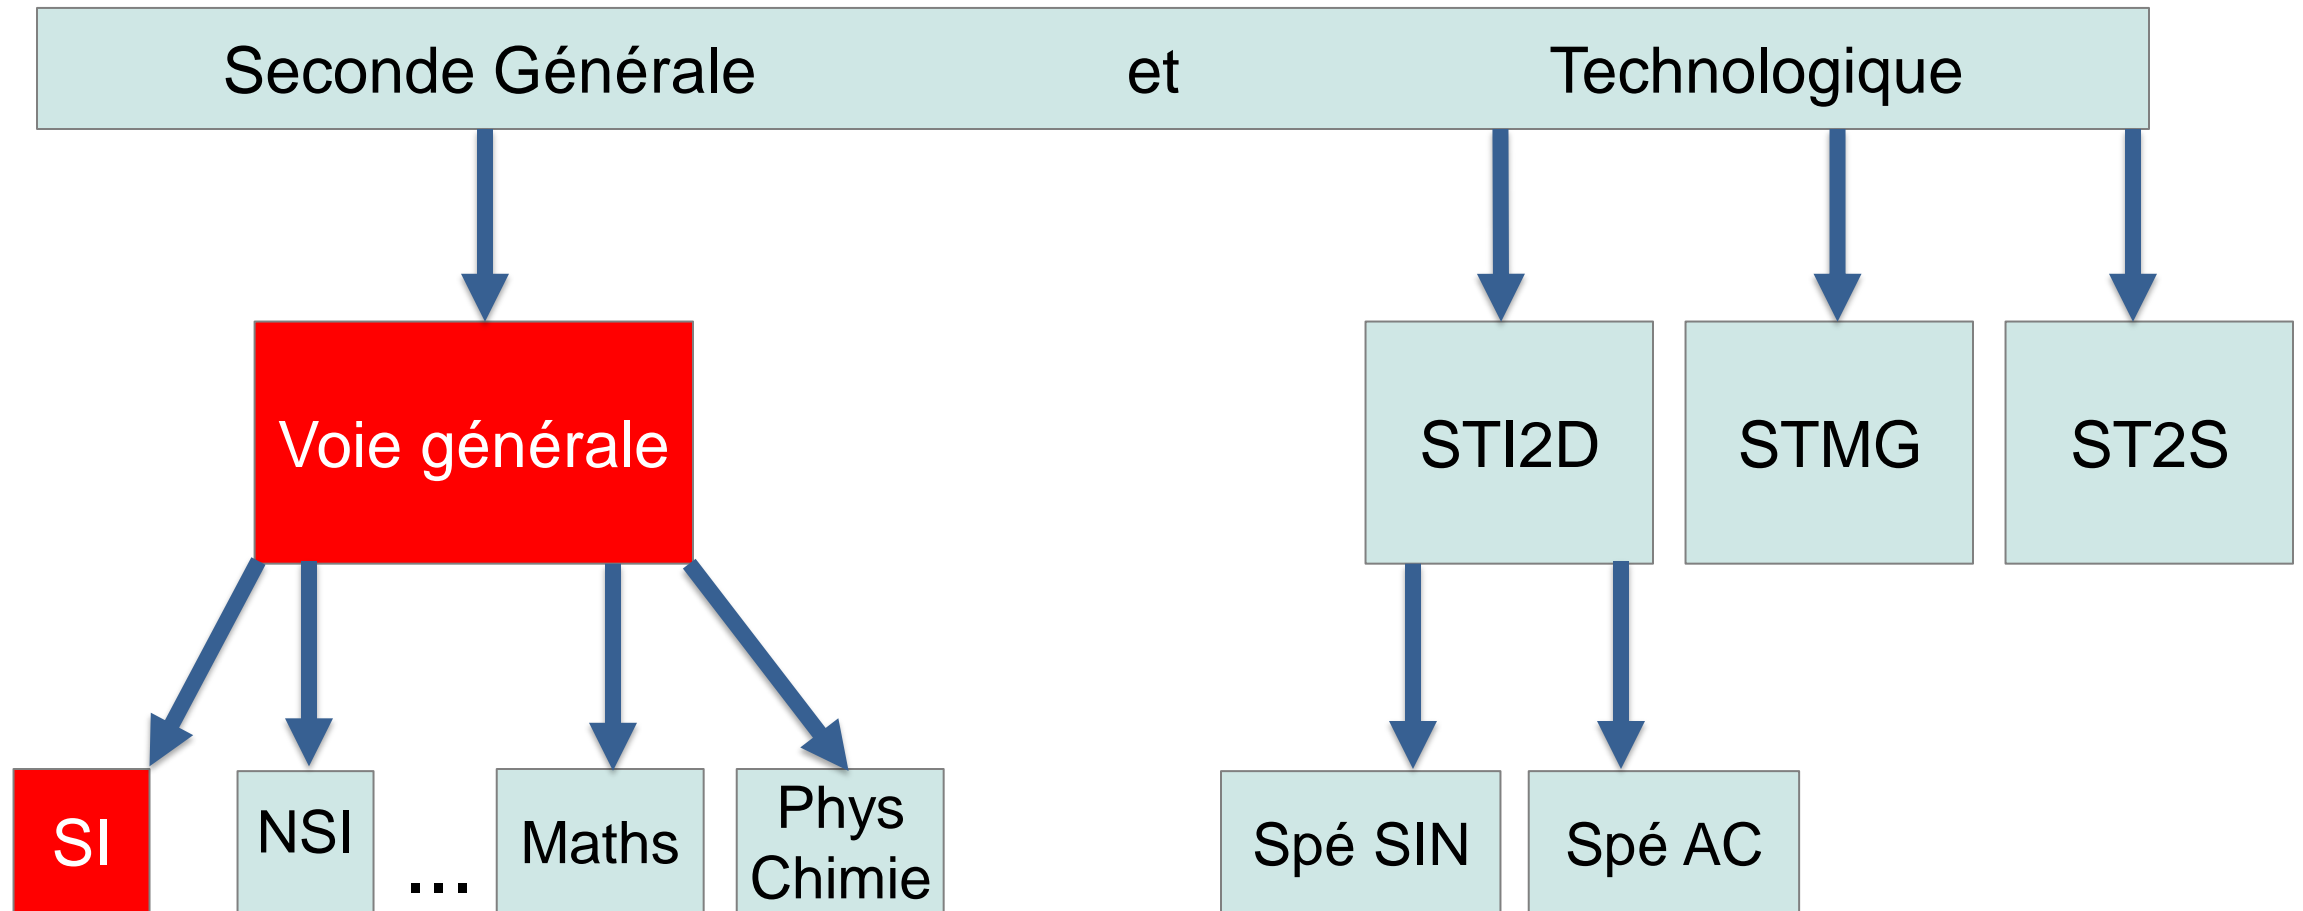 Seconde Générale et Technologique
Voie générale
STI2D
STMG
ST2S
SI
NSI
...
Maths
Phys
Chimie
Spé SIN
Spé AC